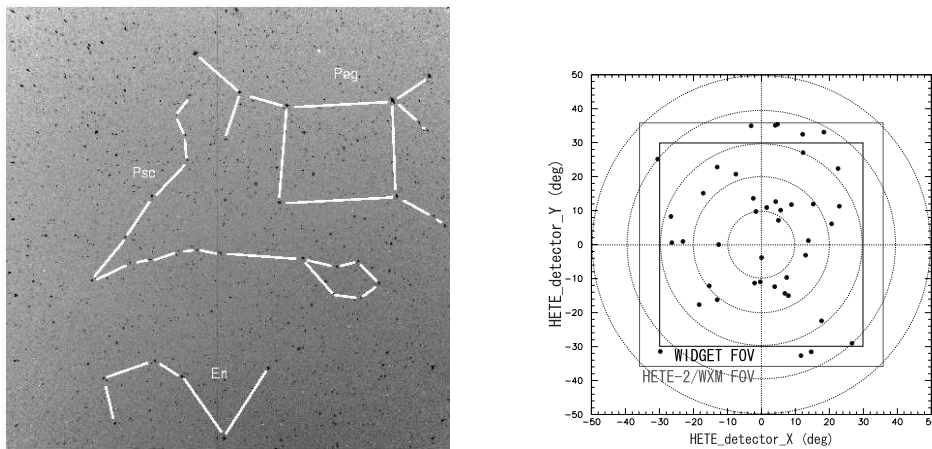 Peg
Psc
Eri
50
40
30
20
10
0
-10
-20
-30
-40
-50
HETE_detector_Y (deg)
WIDGET FOV
HETE-2/WXM FOV
-50 -40 -30 -20 -10 0 10 20 30 40 50
HETE_detector_X (deg)